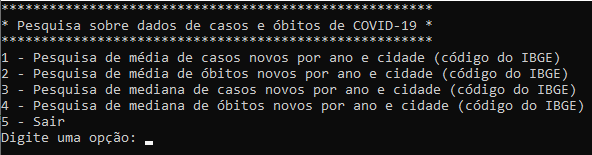 ******************************************************
* Pesquisa sobre dados de casos e óbitos de COVID-19 *
******************************************************
1 - Pesquisa de média de casos novos por ano e cidade (código do IBGE)
2 - Pesquisa de média de óbitos novos por ano e cidade (código do IBGE)
3 - Pesquisa de mediana de casos novos por ano e cidade (código do IBGE)
4 - Pesquisa de mediana de óbitos novos por ano e cidade (código do IBGE)
5 - Sair
Digite uma opção: